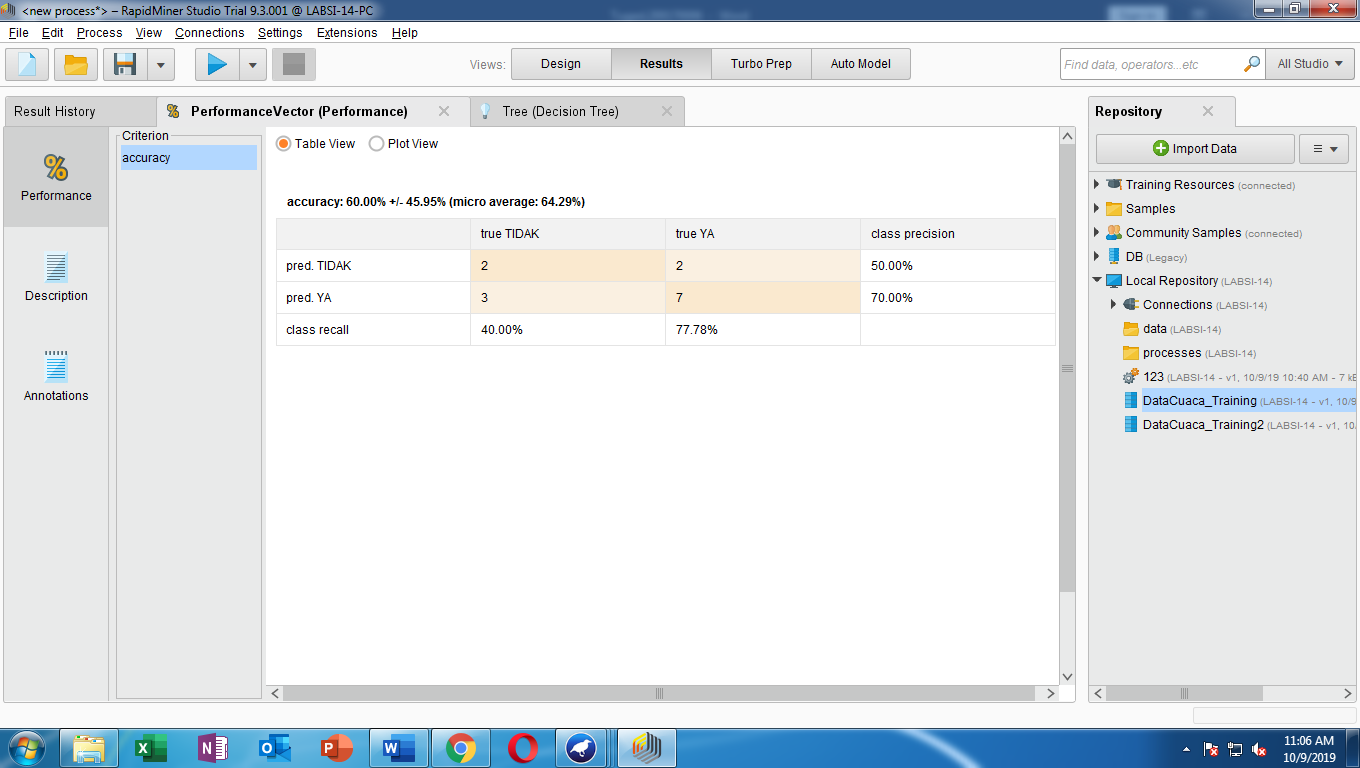 <new process*> – RapidMiner Studio Trial 9.3.001 @ LABSI-14-PC
File Edit Process View Connections Settings Extensions Help
Views: Design Results Turbo Prep Auto Model Find data, operators...etc All Studio
Result History PerformanceVector (Performance) Tree (Decision Tree) Repository
Criterion
accuracy
% Performance
Description
Annotations
Table View Plot View
accuracy: 60.00% +/- 45.95% (micro average: 64.29%)
true TIDAK true YA class precision
pred. TIDAK 2 2 50.00%
pred. YA 3 7 70.00%
class recall 40.00% 77.78%
Import Data
Training Resources (connected)
Samples
Community Samples (connected)
DB (Legacy)
Local Repository (LABSI-14)
Connections (LABSI-14)
data (LABSI-14)
processes (LABSI-14)
123 (LABSI-14 - v1, 10/9/19 10:40 AM - 7 kB
DataCuaca_Training (LABSI-14 - v1, 10/9
DataCuaca_Training2 (LABSI-14 - v1, 10
11:06 AM
10/9/2019